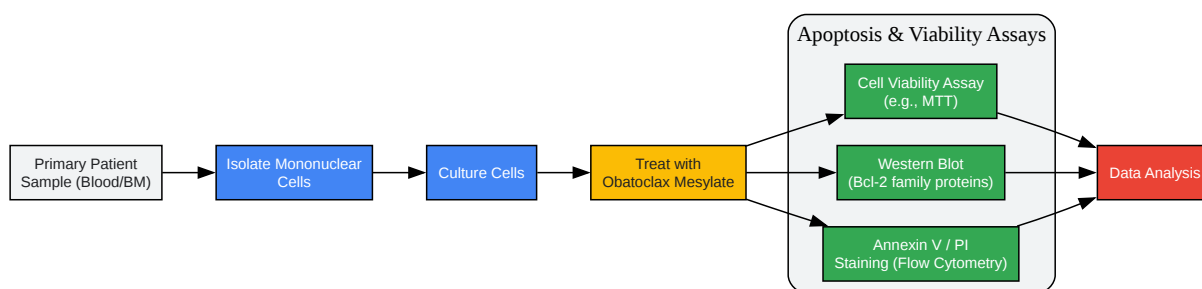 Primary Patient
Sample (Blood/BM)
Isolate Mononuclear
Cells
Culture Cells
Treat with
Obatoclax Mesylate
Apoptosis & Viability Assays
Cell Viability Assay
(e.g., MTT)
Western Blot
(Bcl-2 family proteins)
Annexin V / PI
Staining (Flow Cytometry)
Data Analysis